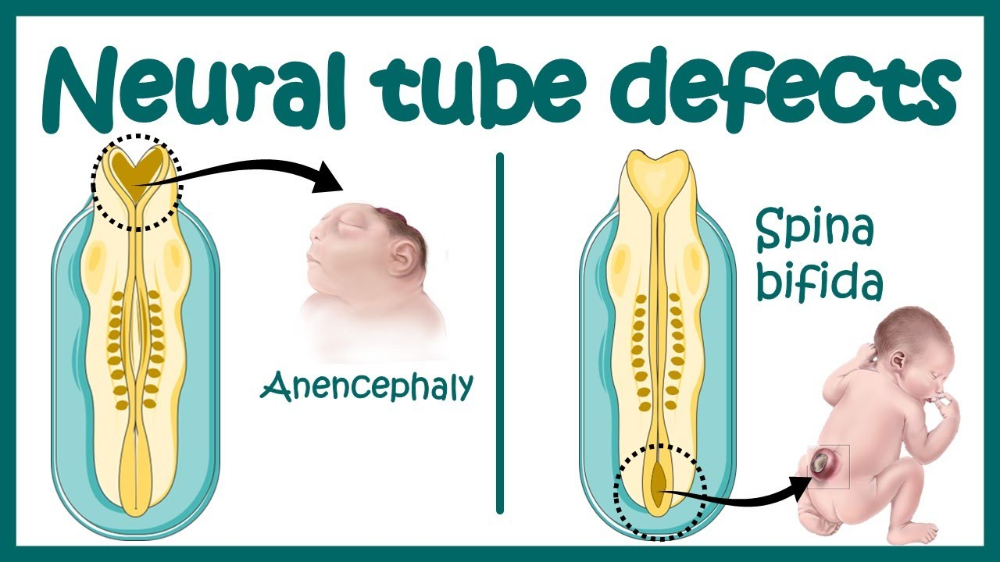 Neural tube defects
Anencephaly
Spina
bifida